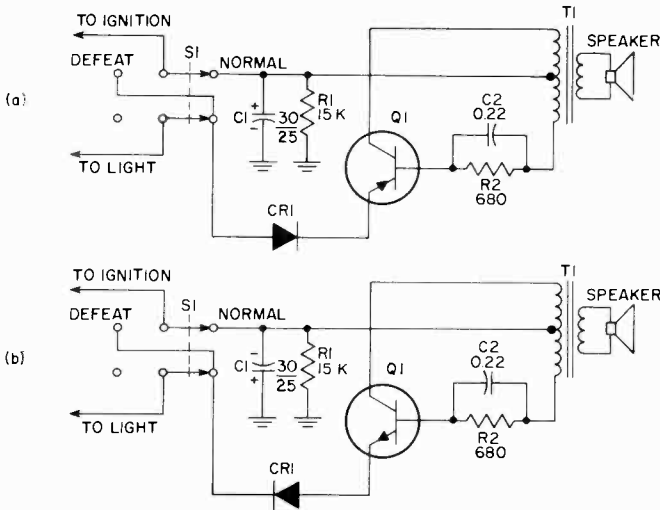 (a)
TO IGNITION
DEFEAT
S1
NORMAL
TO LIGHT
C1
+
-
30
25
R1
15 K
CR1
Q1
C2
0.22
R2
680
T1
SPEAKER
(b)
TO IGNITION
DEFEAT
S1
NORMAL
TO LIGHT
C1
-
+
30
25
R1
15 K
CR1
Q1
C2
0.22
R2
680
T1
SPEAKER